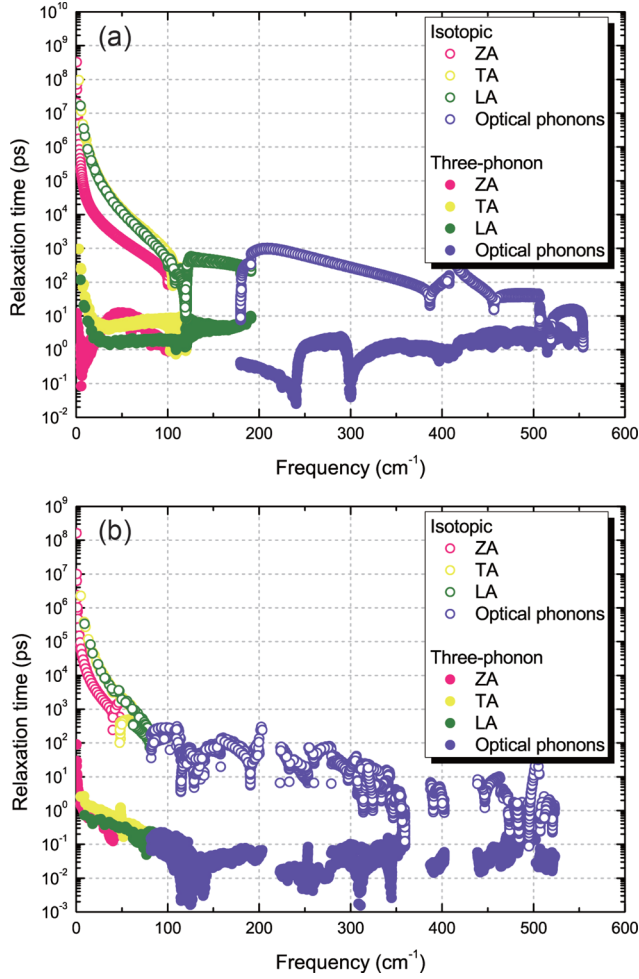 (a)
Relaxation time (ps)
10^10
10^9
10^8
10^7
10^6
10^5
10^4
10^3
10^2
10^1
10^0
10^-1
10^-2
Isotopic
ZA
TA
LA
Optical phonons
Three-phonon
ZA
TA
LA
Optical phonons
0 100 200 300 400 500 600
Frequency (cm^-1)
(b)
Relaxation time (ps)
10^9
10^8
10^7
10^6
10^5
10^4
10^3
10^2
10^1
10^0
10^-1
10^-2
10^-3
Isotopic
ZA
TA
LA
Optical phonons
Three-phonon
ZA
TA
LA
Optical phonons
0 100 200 300 400 500 600
Frequency (cm^-1)